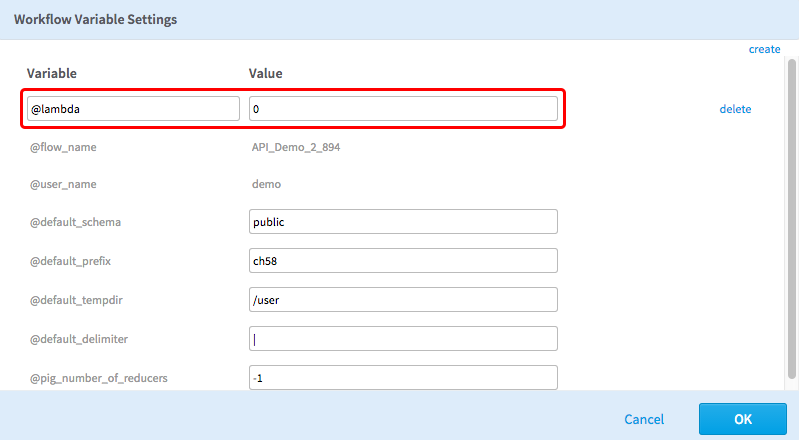 Workflow Variable Settings
create
Variable Value
@lambda 0 delete
@flow_name API_Demo_2_894
@user_name demo
@default_schema public
@default_prefix ch58
@default_tempdir /user
@default_delimiter |
@pig_number_of_reducers -1
Cancel OK